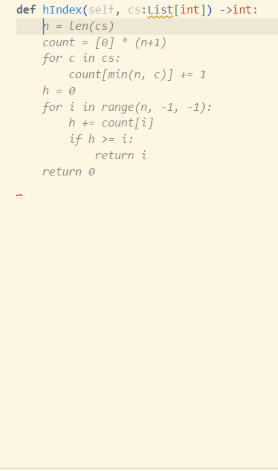 def hIndex(self, cs:List[int]) ->int:
    n = len(cs)
    count = [0] * (n+1)
    for c in cs:
        count[min(n, c)] += 1
    h = 0
    for i in range(n, -1, -1):
        h += count[i]
        if h >= i:
            return i
    return 0